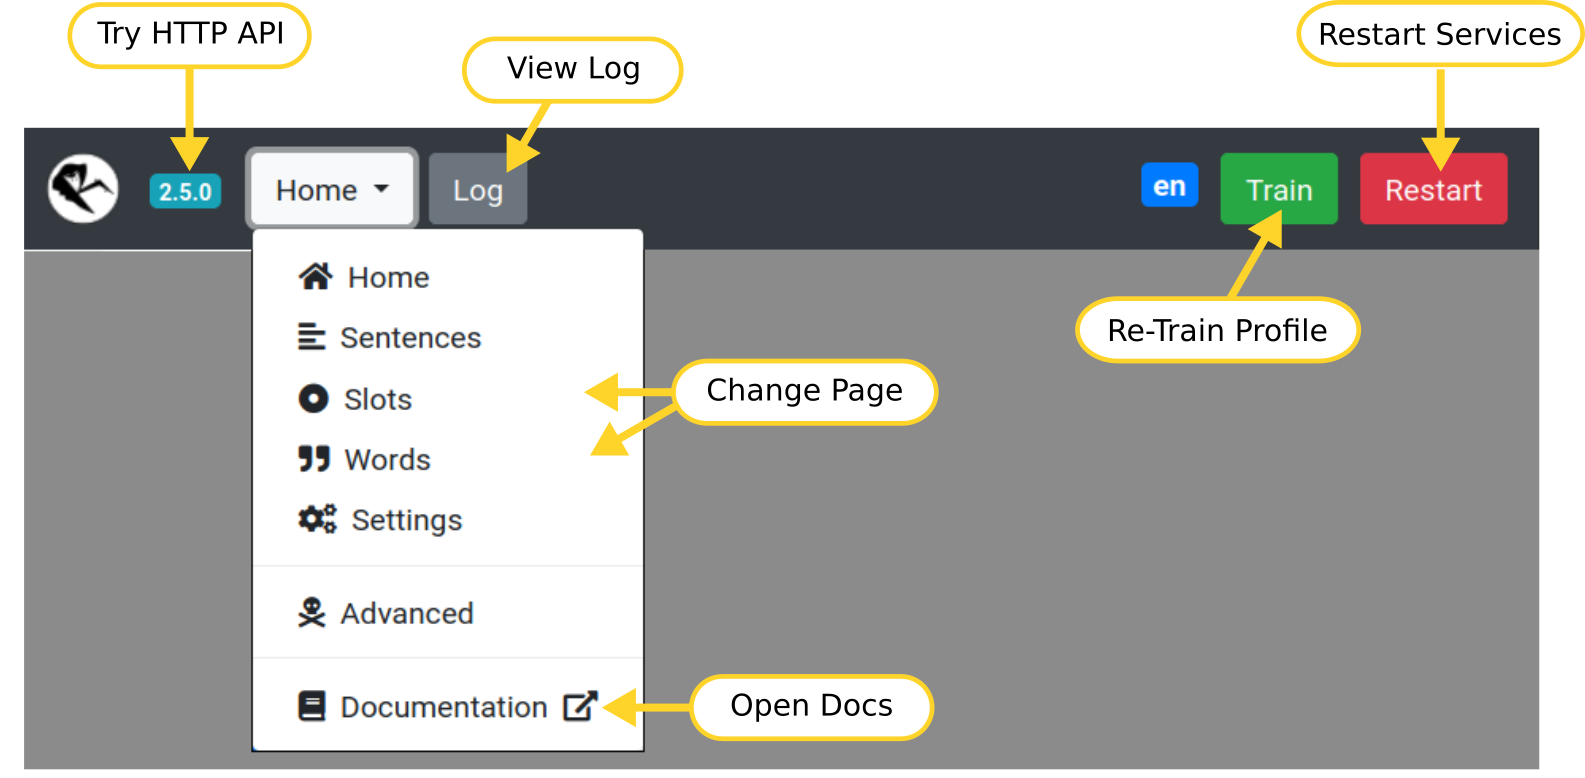 Try HTTP API
View Log
Restart Services
2.5.0
Home
Log
en
Train
Restart
Home
Sentences
Slots
Words
Settings
Advanced
Documentation
Re-Train Profile
Change Page
Open Docs